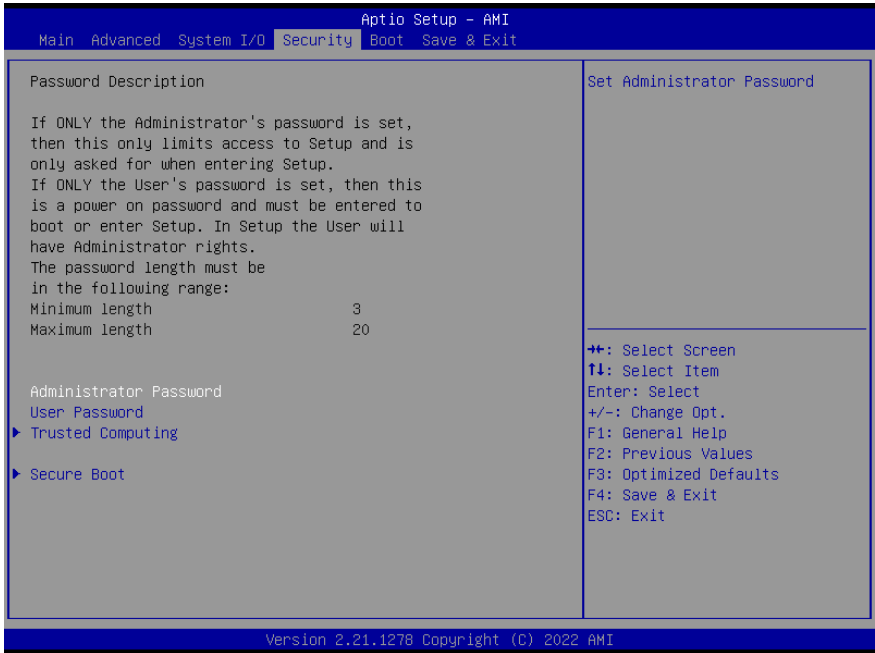 Aptio Setup – AMI
Main Advanced System I/O Security Boot Save & Exit
Password Description
If ONLY the Administrator's password is set,
then this only limits access to Setup and is
only asked for when entering Setup.
If ONLY the User's password is set, then this
is a power on password and must be entered to
boot or enter Setup. In Setup the User will
have Administrator rights.
The password length must be
in the following range:
Minimum length 3
Maximum length 20
Administrator Password
User Password
▶ Trusted Computing
▶ Secure Boot
Set Administrator Password
→←: Select Screen
↑↓: Select Item
Enter: Select
+/-: Change Opt.
F1: General Help
F2: Previous Values
F3: Optimized Defaults
F4: Save & Exit
ESC: Exit
Version 2.21.1278 Copyright (C) 2022 AMI